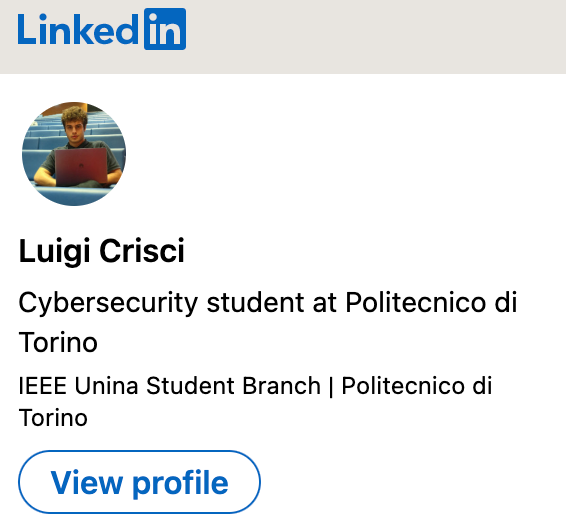 LinkedIn
Luigi Crisci
Cybersecurity student at Politecnico di
Torino
IEEE Unina Student Branch | Politecnico di
Torino
View profile